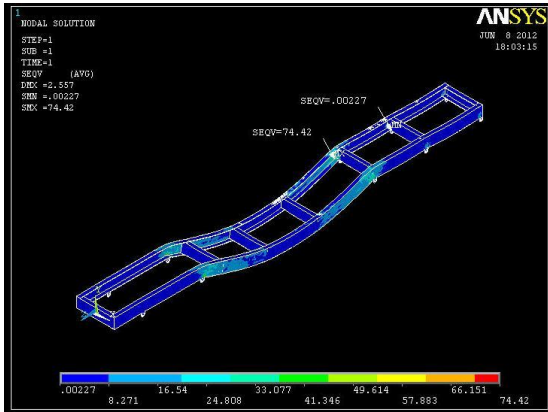 1
NODAL SOLUTION
STEP=1
SUB =1
TIME=1
SEQV     (AVG)
DMX =2.557
SMN =.00227
SMX =74.42
ANSYS
JUN  8 2012
18:03:15
SEQV=.00227
MN
SEQV=74.42
.00227 16.54 33.077 49.614 66.151
8.271 24.808 41.346 57.883 74.42